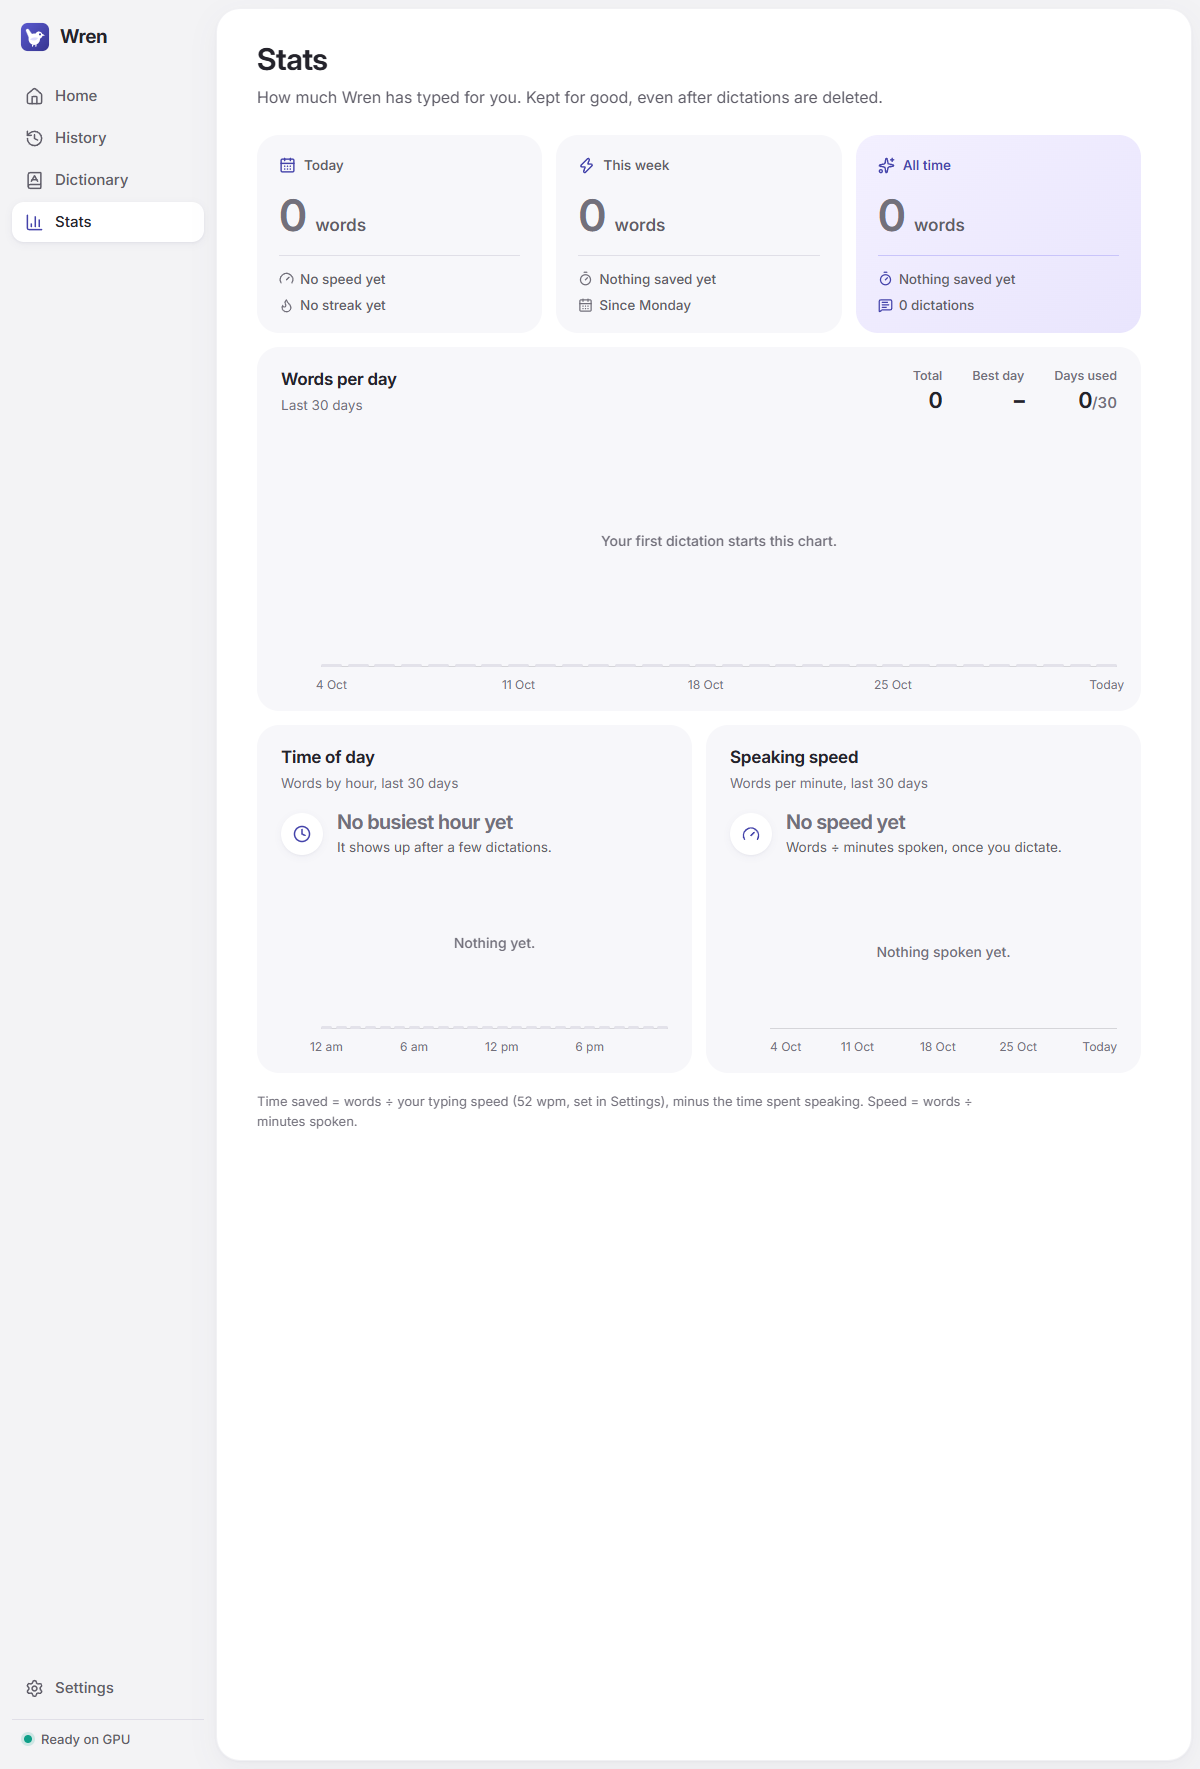 Wren
Home
History
Dictionary
Stats
Settings
Ready on GPU
Stats
How much Wren has typed for you. Kept for good, even after dictations are deleted.
Today
0 words
No speed yet
No streak yet
This week
0 words
Nothing saved yet
Since Monday
All time
0 words
Nothing saved yet
0 dictations
Words per day
Last 30 days
Total
0
Best day
–
Days used
0/30
Your first dictation starts this chart.
4 Oct 11 Oct 18 Oct 25 Oct Today
Time of day
Words by hour, last 30 days
No busiest hour yet
It shows up after a few dictations.
Nothing yet.
12 am 6 am 12 pm 6 pm
Speaking speed
Words per minute, last 30 days
No speed yet
Words ÷ minutes spoken, once you dictate.
Nothing spoken yet.
4 Oct 11 Oct 18 Oct 25 Oct Today
Time saved = words ÷ your typing speed (52 wpm, set in Settings), minus the time spent speaking. Speed = words ÷
minutes spoken.